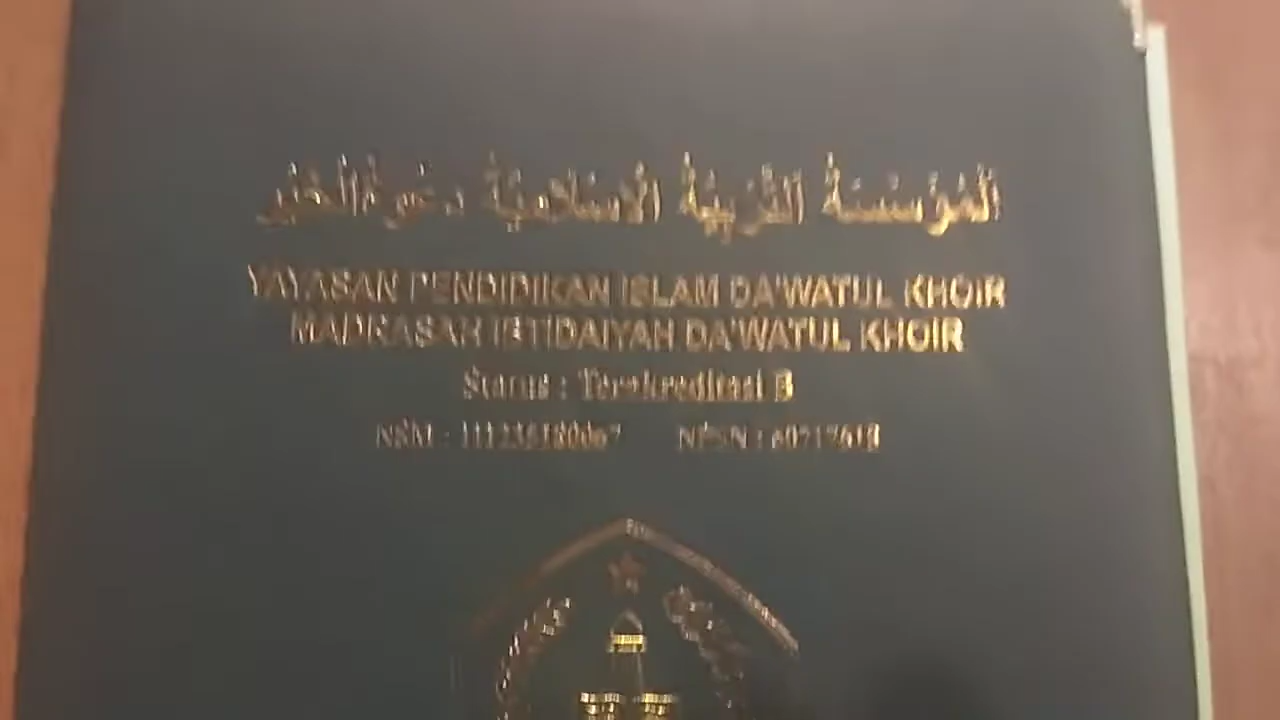 المؤسسة التربية الإسلامية دعوة الخير
YAYASAN PENDIDIKAN ISLAM DA'WATUL KHOIR
MADRASAH IBTIDAIYAH DA'WATUL KHOIR
Status : Terakreditasi B
NSM : NPSN :